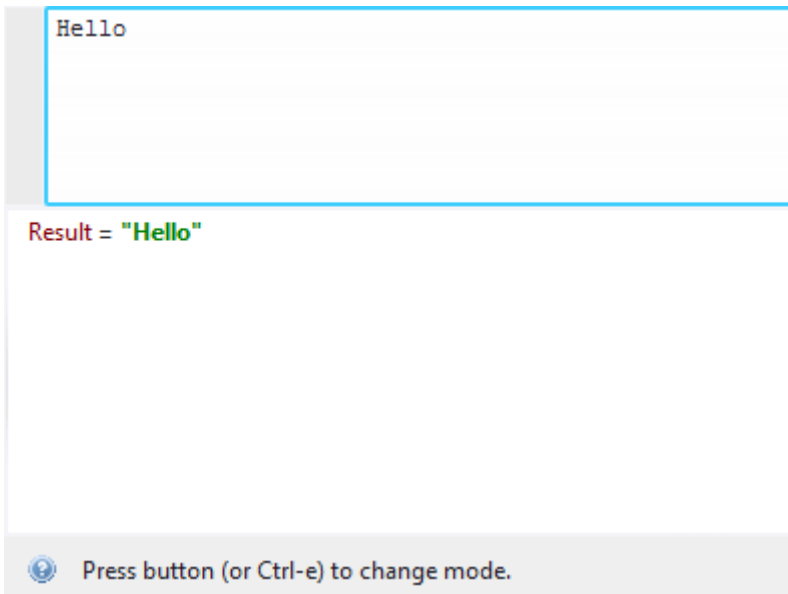 Hello
Result = "Hello"
Press button (or Ctrl-e) to change mode.